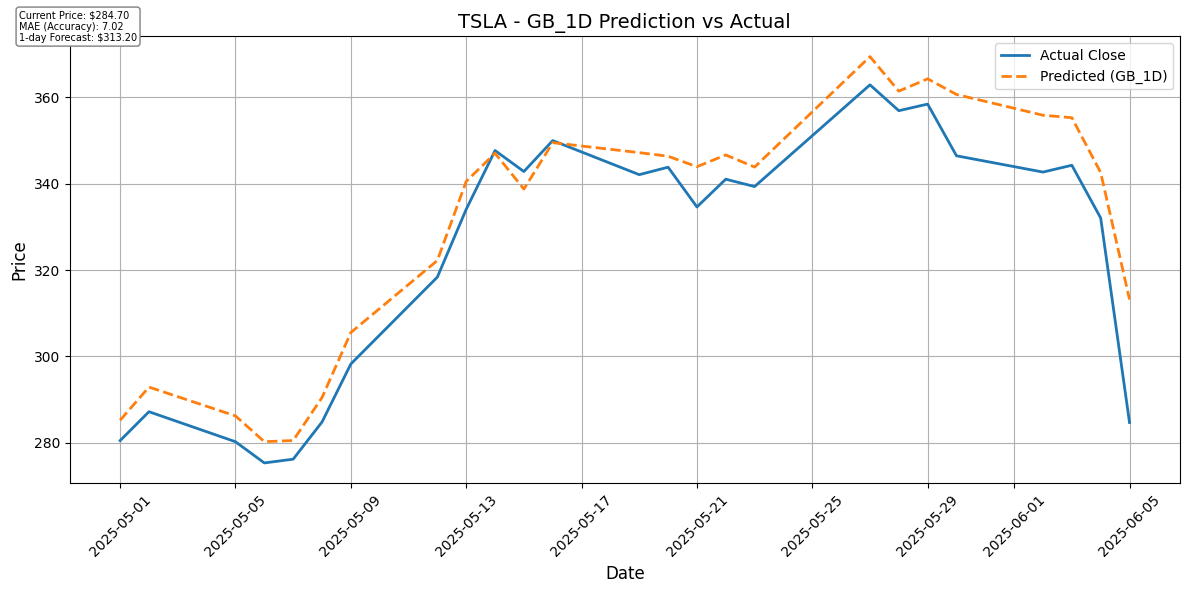 Current Price: $284.70
MAE (Accuracy): 7.02
1-day Forecast: $313.20
TSLA - GB_1D Prediction vs Actual
Actual Close
Predicted (GB_1D)
Price
360
340
320
300
280
2025-05-01
2025-05-05
2025-05-09
2025-05-13
2025-05-17
2025-05-21
2025-05-25
2025-05-29
2025-06-01
2025-06-05
Date